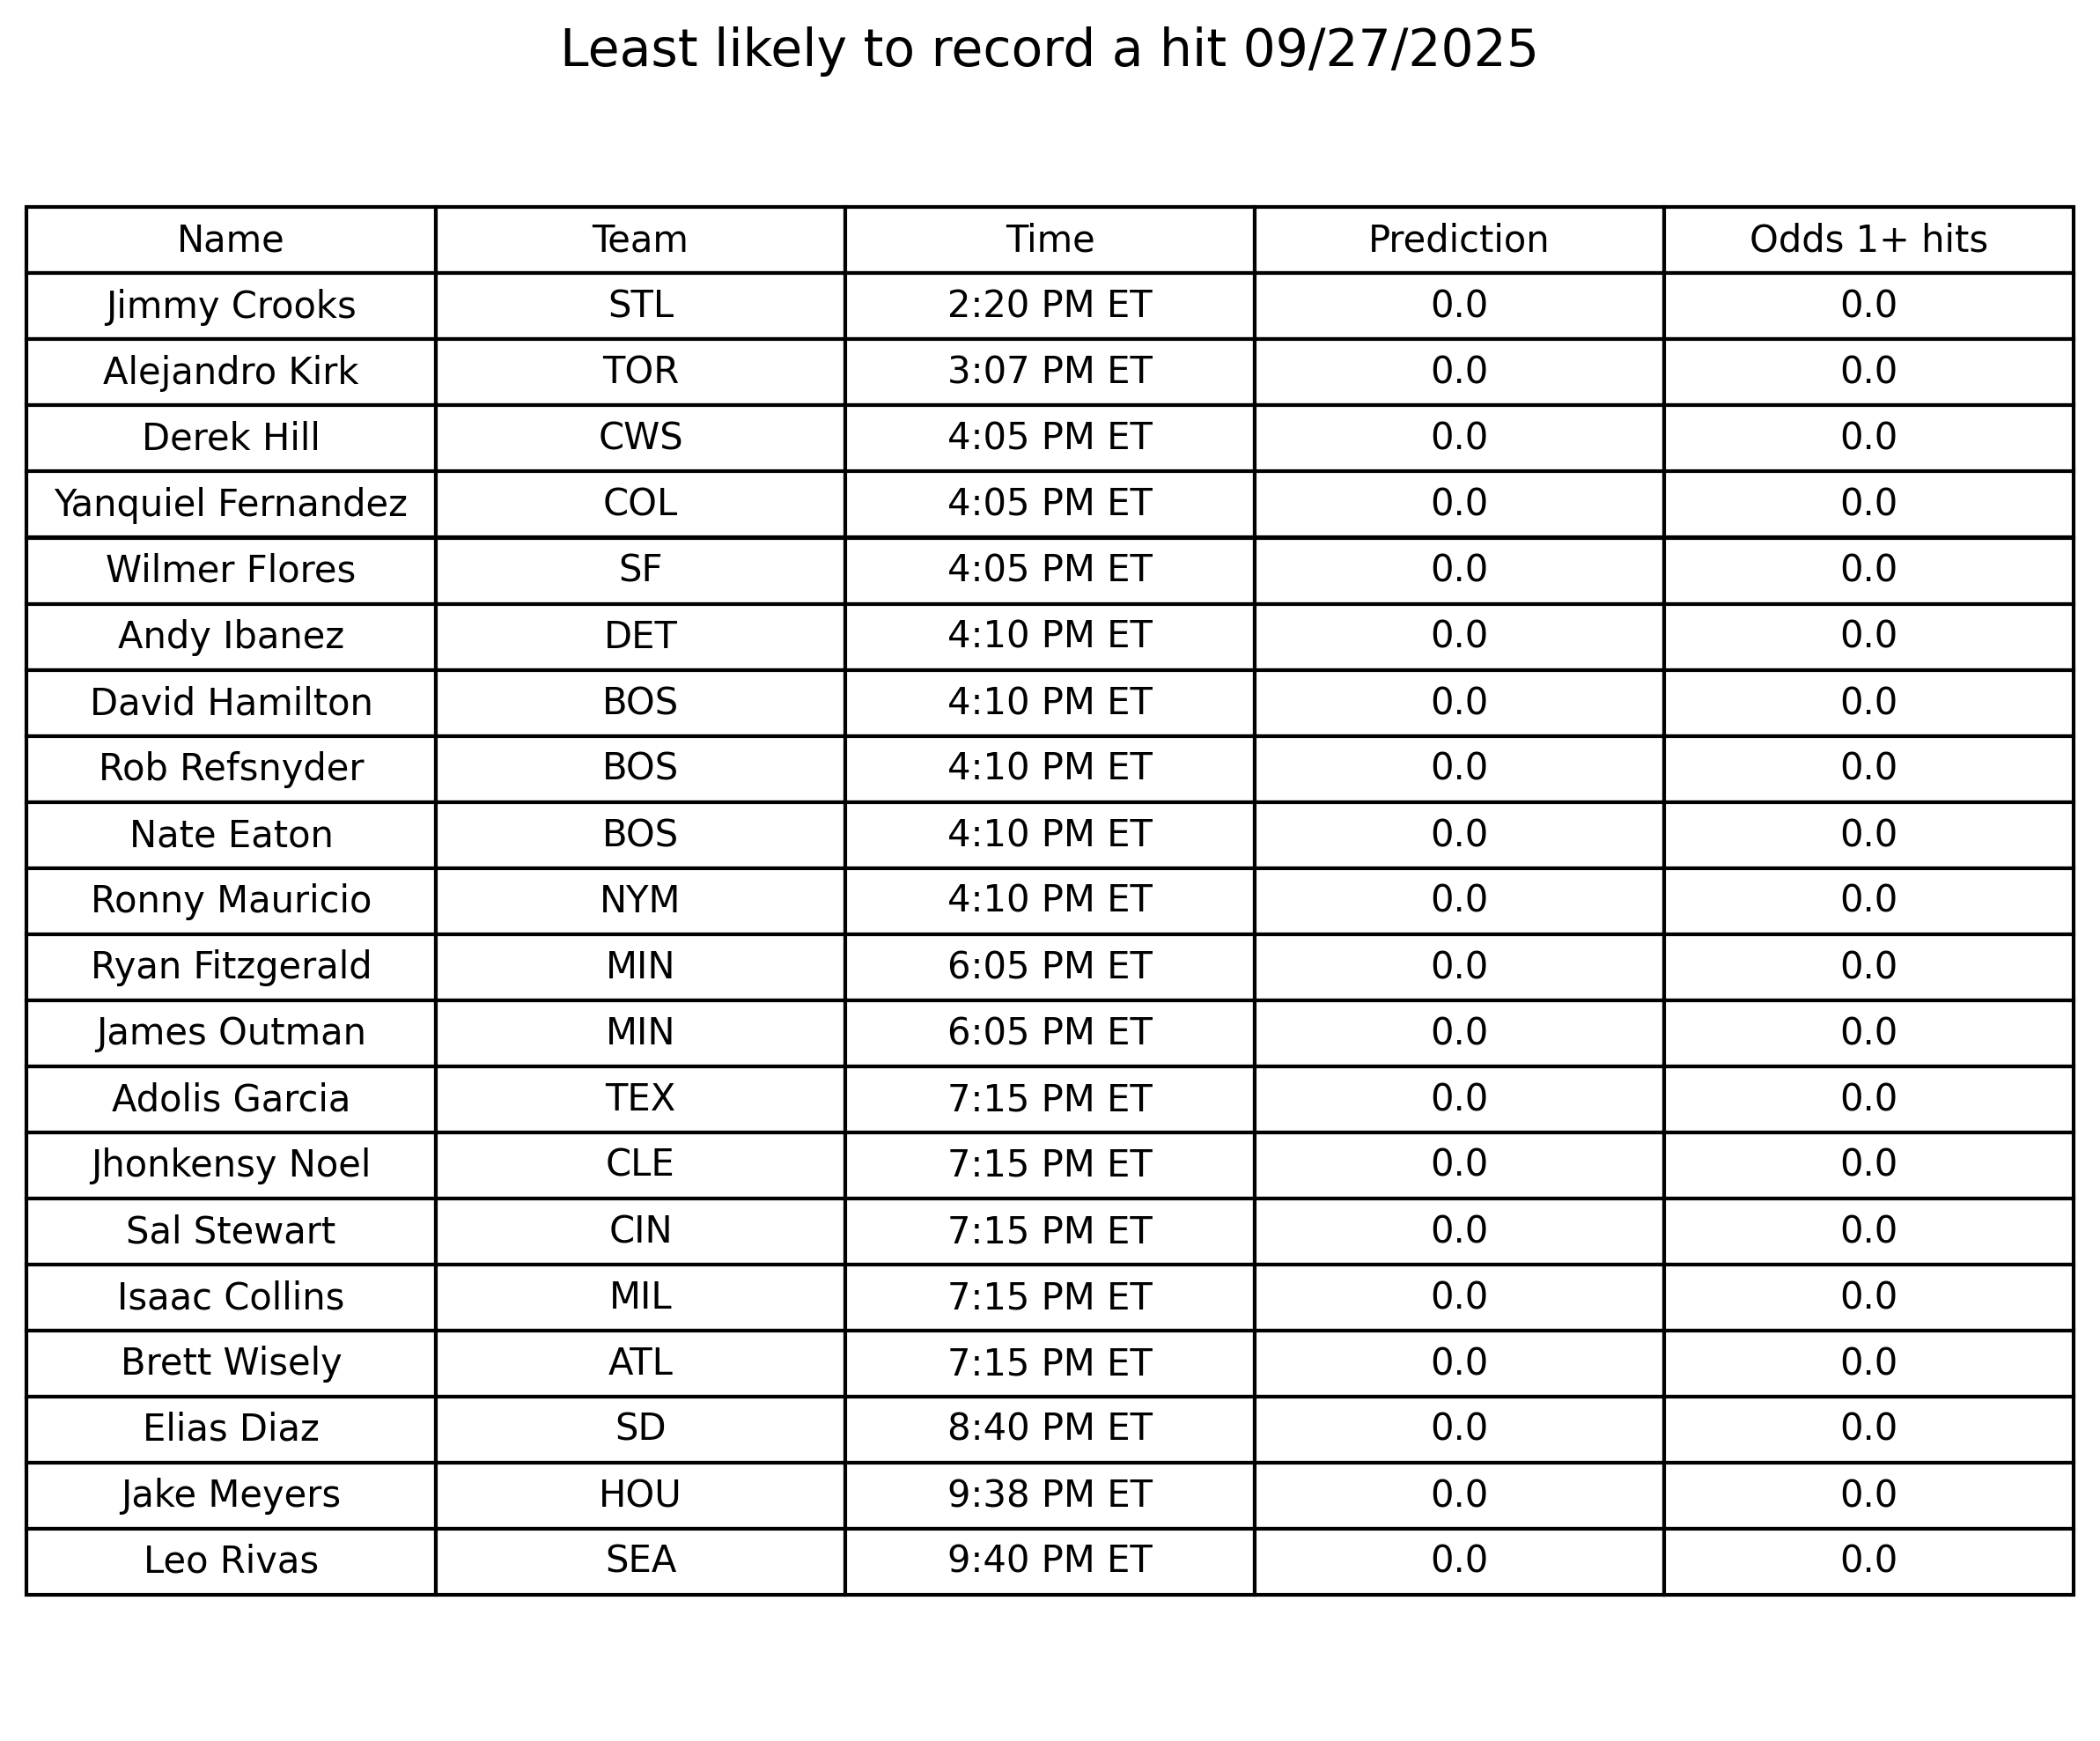 Least likely to record a hit 09/27/2025
Name Team Time Prediction Odds 1+ hits
Jimmy Crooks STL 2:20 PM ET 0.0 0.0
Alejandro Kirk TOR 3:07 PM ET 0.0 0.0
Derek Hill CWS 4:05 PM ET 0.0 0.0
Yanquiel Fernandez COL 4:05 PM ET 0.0 0.0
Wilmer Flores SF 4:05 PM ET 0.0 0.0
Andy Ibanez DET 4:10 PM ET 0.0 0.0
David Hamilton BOS 4:10 PM ET 0.0 0.0
Rob Refsnyder BOS 4:10 PM ET 0.0 0.0
Nate Eaton BOS 4:10 PM ET 0.0 0.0
Ronny Mauricio NYM 4:10 PM ET 0.0 0.0
Ryan Fitzgerald MIN 6:05 PM ET 0.0 0.0
James Outman MIN 6:05 PM ET 0.0 0.0
Adolis Garcia TEX 7:15 PM ET 0.0 0.0
Jhonkensy Noel CLE 7:15 PM ET 0.0 0.0
Sal Stewart CIN 7:15 PM ET 0.0 0.0
Isaac Collins MIL 7:15 PM ET 0.0 0.0
Brett Wisely ATL 7:15 PM ET 0.0 0.0
Elias Diaz SD 8:40 PM ET 0.0 0.0
Jake Meyers HOU 9:38 PM ET 0.0 0.0
Leo Rivas SEA 9:40 PM ET 0.0 0.0